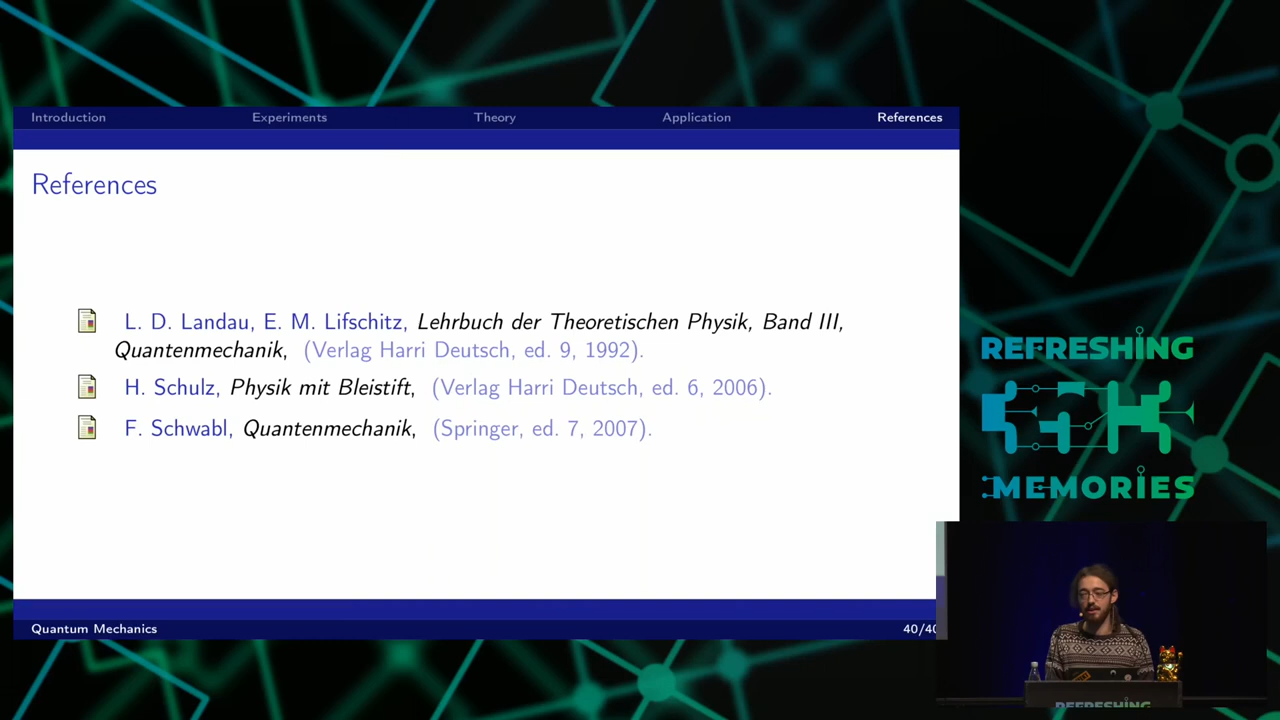 Introduction Experiments Theory Application References
References
L. D. Landau, E. M. Lifschitz, Lehrbuch der Theoretischen Physik, Band III,
Quantenmechanik, (Verlag Harri Deutsch, ed. 9, 1992).
H. Schulz, Physik mit Bleistift, (Verlag Harri Deutsch, ed. 6, 2006).
F. Schwabl, Quantenmechanik, (Springer, ed. 7, 2007).
Quantum Mechanics 40/40
REFRESHING
MEMORIES
REFRESHING